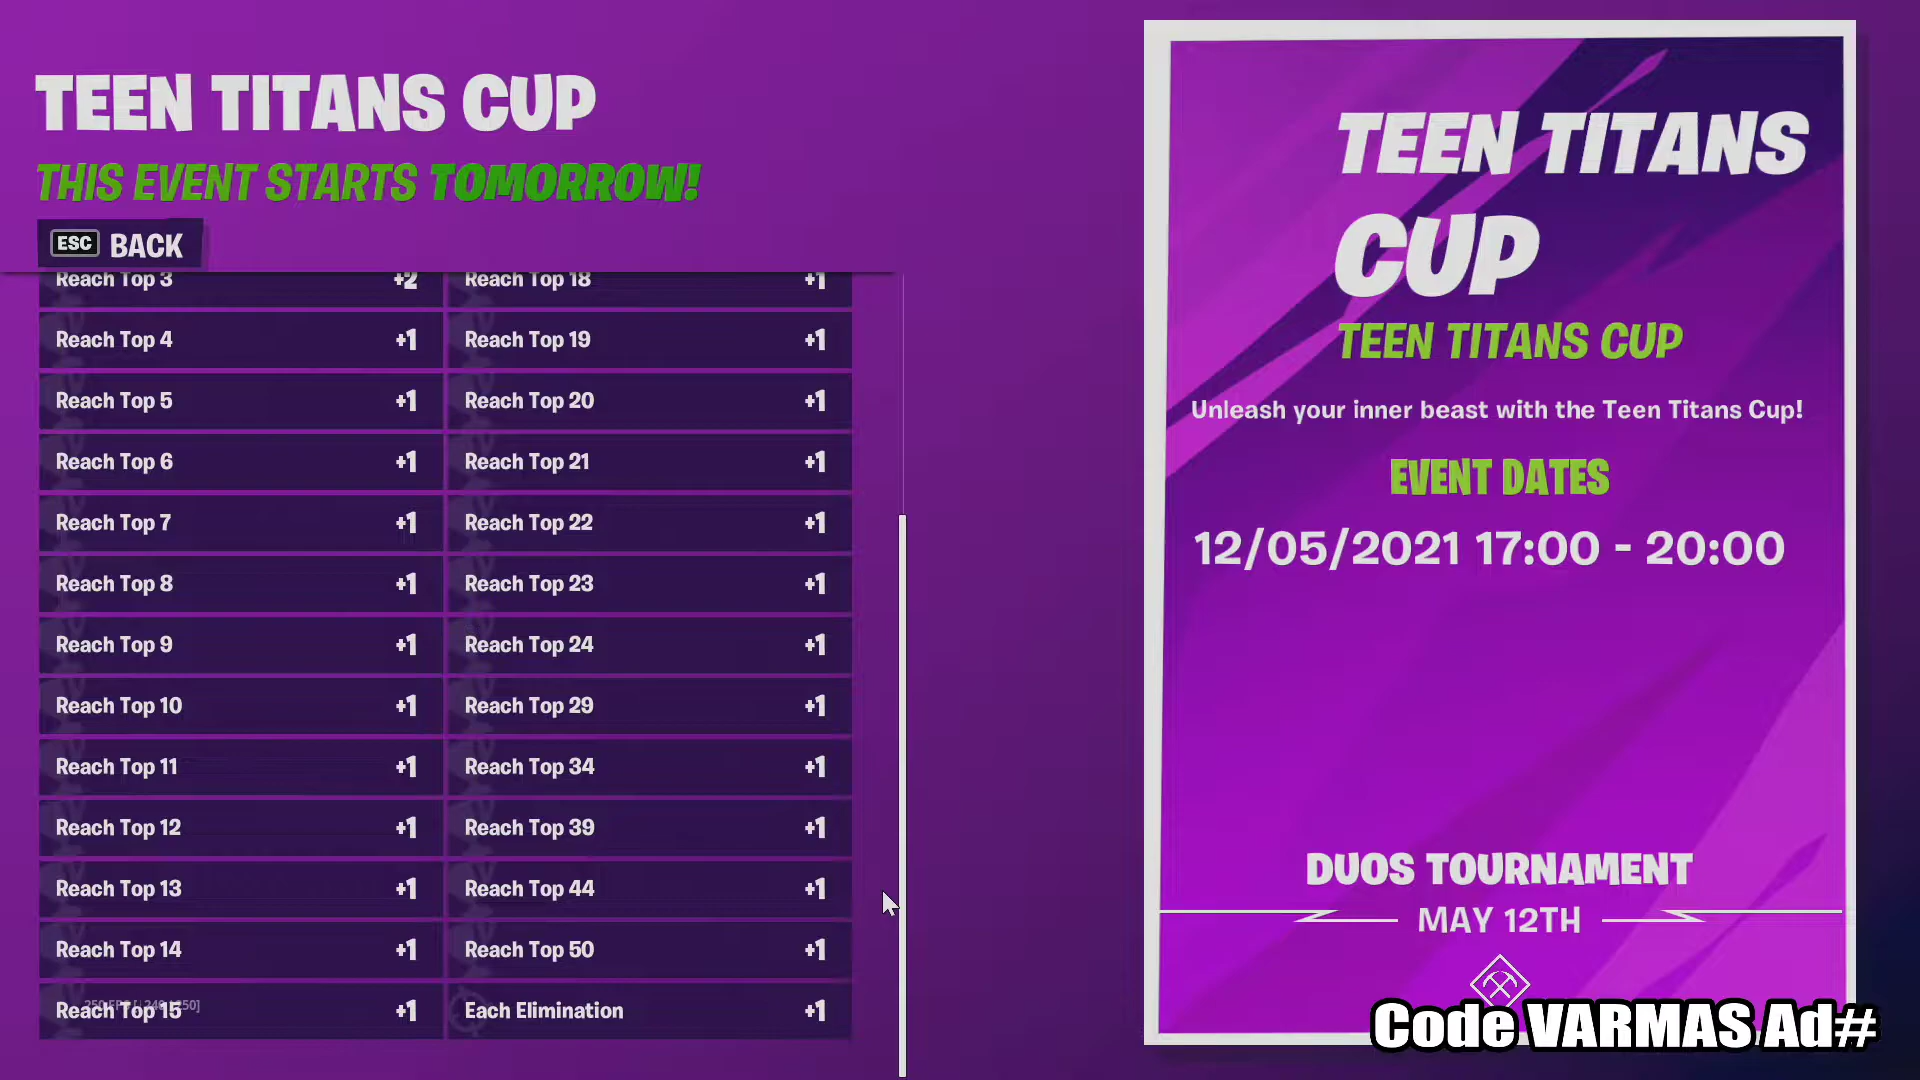 TEEN TITANS CUP
THIS EVENT STARTS TOMORROW!
ESC BACK
Reach Top 3 +2
Reach Top 4 +1
Reach Top 5 +1
Reach Top 6 +1
Reach Top 7 +1
Reach Top 8 +1
Reach Top 9 +1
Reach Top 10 +1
Reach Top 11 +1
Reach Top 12 +1
Reach Top 13 +1
Reach Top 14 +1
Reach Top 15 +1
Reach Top 18 +1
Reach Top 19 +1
Reach Top 20 +1
Reach Top 21 +1
Reach Top 22 +1
Reach Top 23 +1
Reach Top 24 +1
Reach Top 29 +1
Reach Top 34 +1
Reach Top 39 +1
Reach Top 44 +1
Reach Top 50 +1
Each Elimination +1
TEEN TITANS
CUP
TEEN TITANS CUP
Unleash your inner beast with the Teen Titans Cup!
EVENT DATES
12/05/2021 17:00 - 20:00
DUOS TOURNAMENT
MAY 12TH
Code VARMAS Ad#